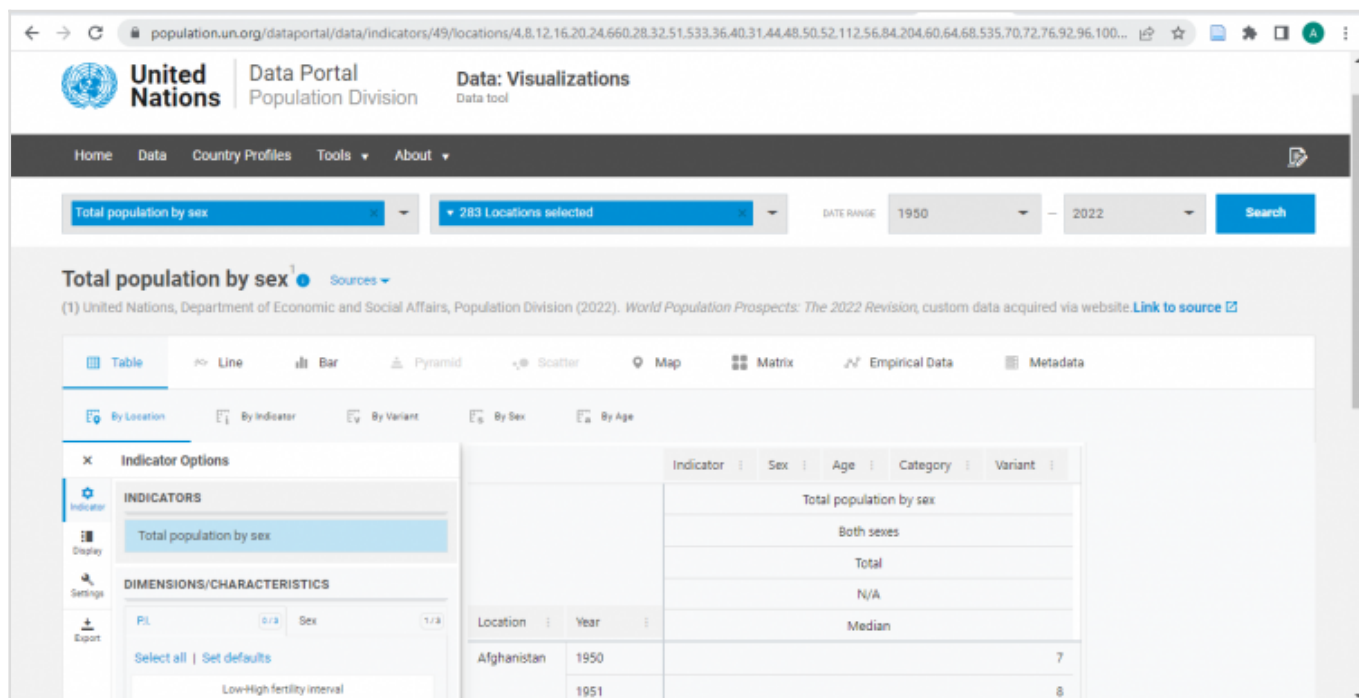 population.un.org/dataportal/data/indicators/49/locations/4,8,12,16,20,24,660,28,32,51,533,36,40,31,44,48,50,52,112,56,84,204,60,64,68,535,70,72,76,92,96,100... A
United Nations
Data Portal
Population Division
Data: Visualizations
Data tool
Home Data Country Profiles Tools About
Total population by sex × 283 Locations selected × DATE RANGE 1950 – 2022 Search
Total population by sex 1 Sources
(1) United Nations, Department of Economic and Social Affairs, Population Division (2022). World Population Prospects: The 2022 Revision, custom data acquired via website. Link to source
Table Line Bar Pyramid Scatter Map Matrix Empirical Data Metadata
By Location By Indicator By Variant By Sex By Age
× Indicator Options
Indicator
Display
Settings
Export
INDICATORS
Total population by sex
DIMENSIONS/CHARACTERISTICS
P.I. 0/3 Sex 1/3
Select all | Set defaults
Low-High fertility interval
Indicator Sex Age Category Variant
Total population by sex
Both sexes
Total
N/A
Median
Location Year
Afghanistan 1950 7
1951 8